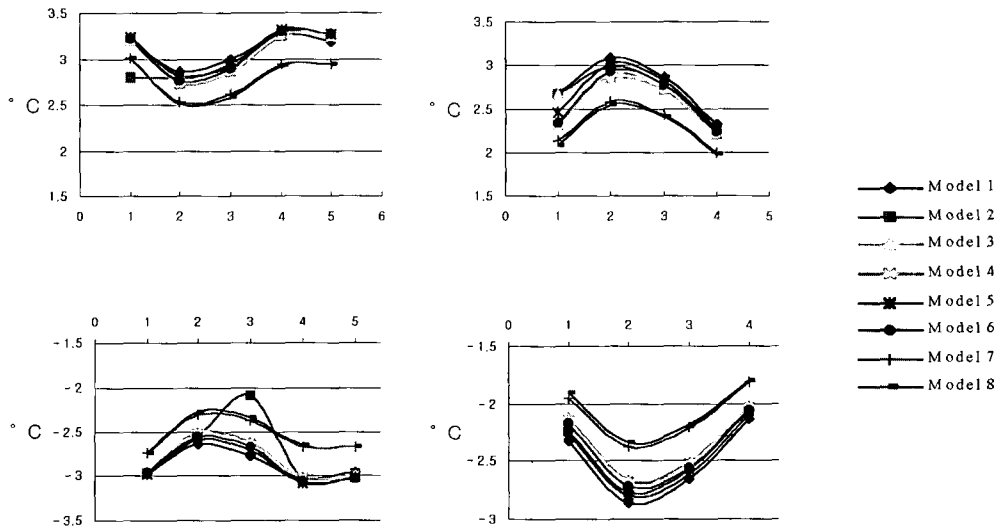 3.5
3
2.5
2
1.5
° C
0 1 2 3 4 5 6
3.5
3
2.5
2
1.5
° C
0 1 2 3 4 5
Model 1
Model 2
Model 3
Model 4
Model 5
Model 6
Model 7
Model 8
0 1 2 3 4 5
-1.5
-2
-2.5
-3
-3.5
° C
0 1 2 3 4
-1.5
-2
-2.5
-3
° C